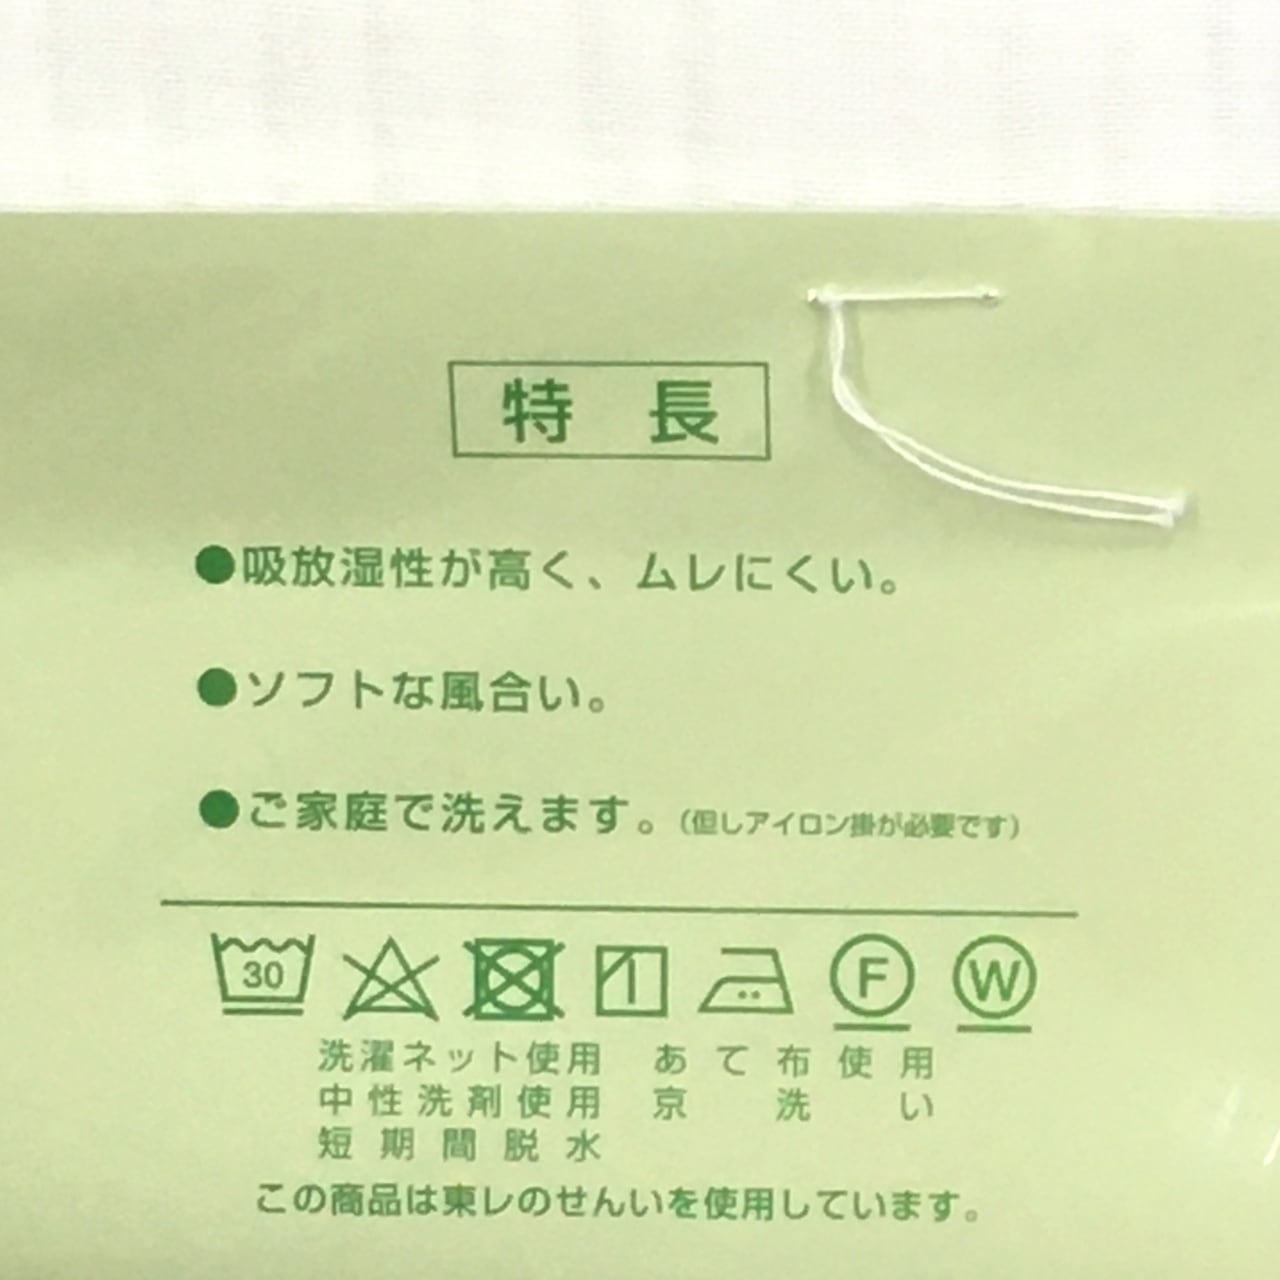 特長
●吸放湿性が高く、ムレにくい。
●ソフトな風合い。
●ご家庭で洗えます。（但しアイロン掛が必要です）
30 F W
洗濯ネット使用 あて布使用
中性洗剤使用 京洗い
短期間脱水
この商品は東レのせんいを使用しています。